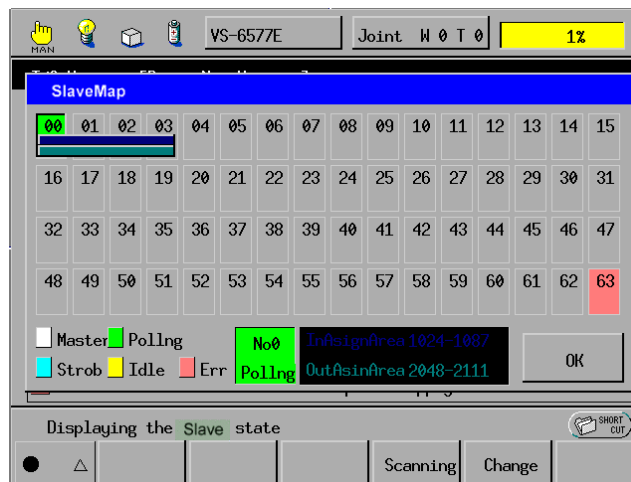 MAN VS-6577E Joint W 0 T 0 1%
SlaveMap
00 01 02 03 04 05 06 07 08 09 10 11 12 13 14 15
16 17 18 19 20 21 22 23 24 25 26 27 28 29 30 31
32 33 34 35 36 37 38 39 40 41 42 43 44 45 46 47
48 49 50 51 52 53 54 55 56 57 58 59 60 61 62 63
Master Pollng No0 InAsignArea 1024-1087
Strob Idle Err Pollng OutAsinArea 2048-2111 OK
Displaying the Slave state SHORT CUT
Scanning Change